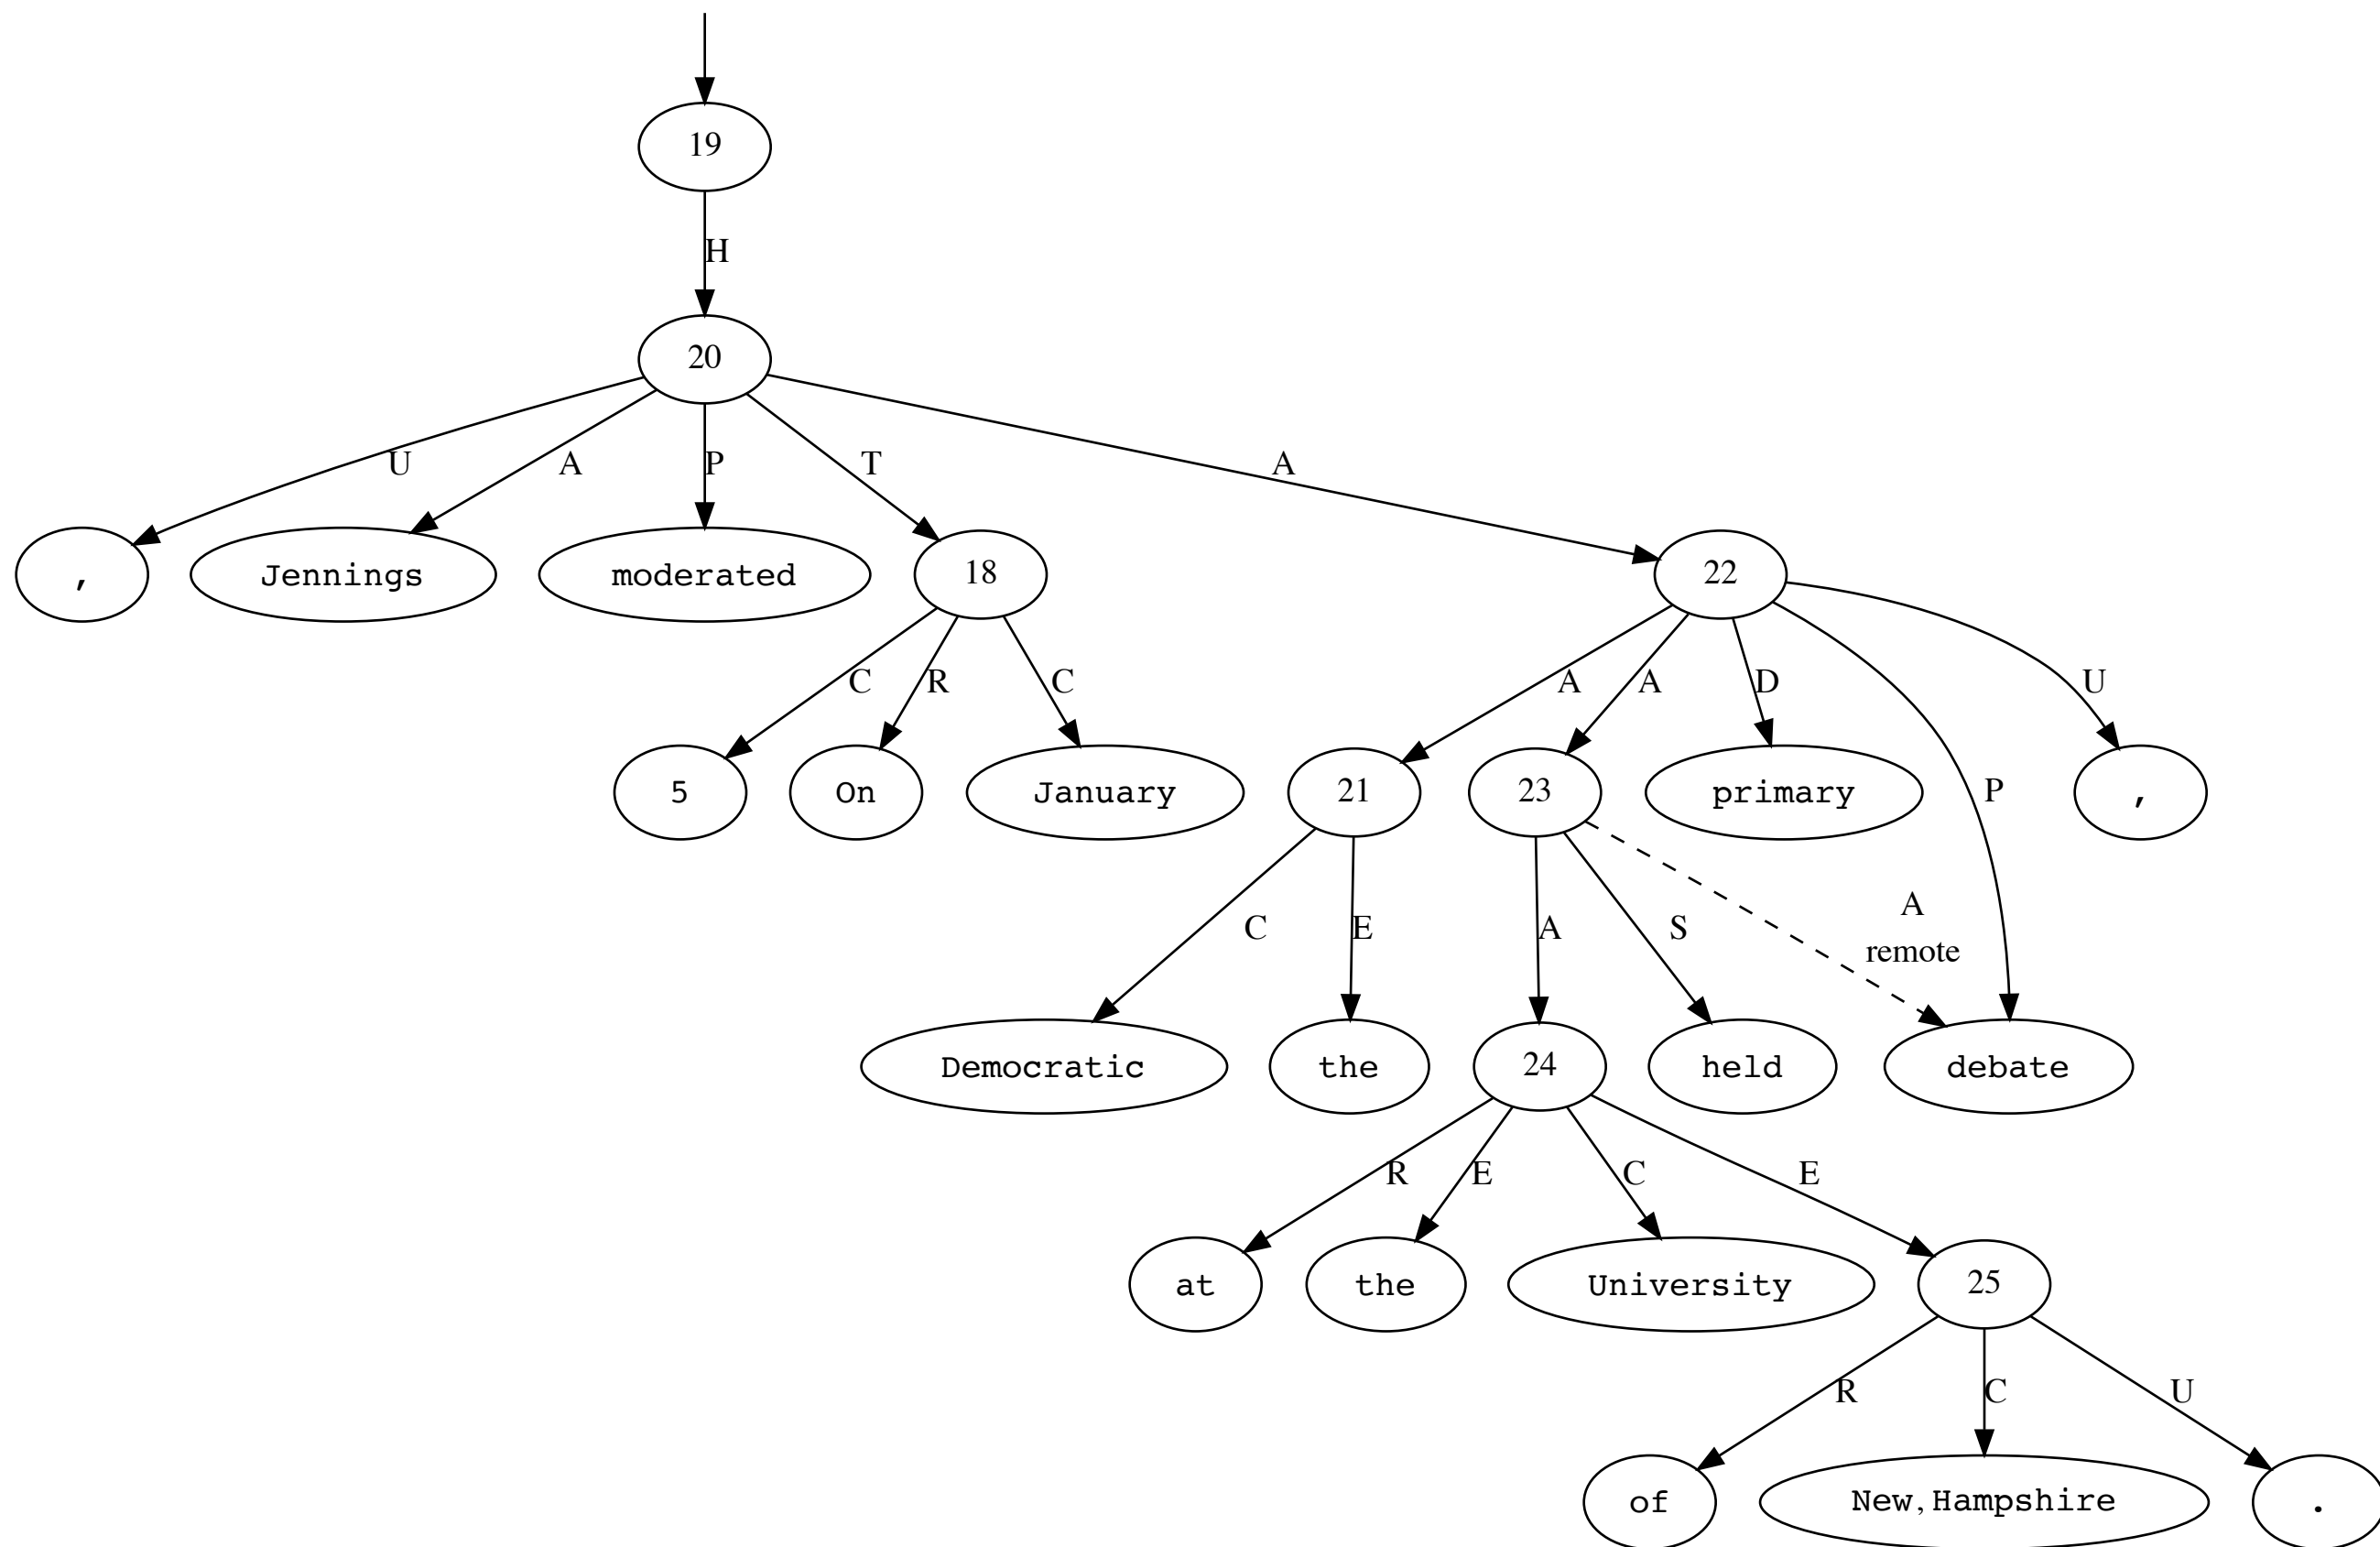 19
H
20
U A P T A
, Jennings moderated 18 22
C R C A A D P U
5 On January 21 23 primary ,
C E A S A remote
Democratic the 24 held debate
R E C E
at the University 25
R C U
of New, Hampshire .